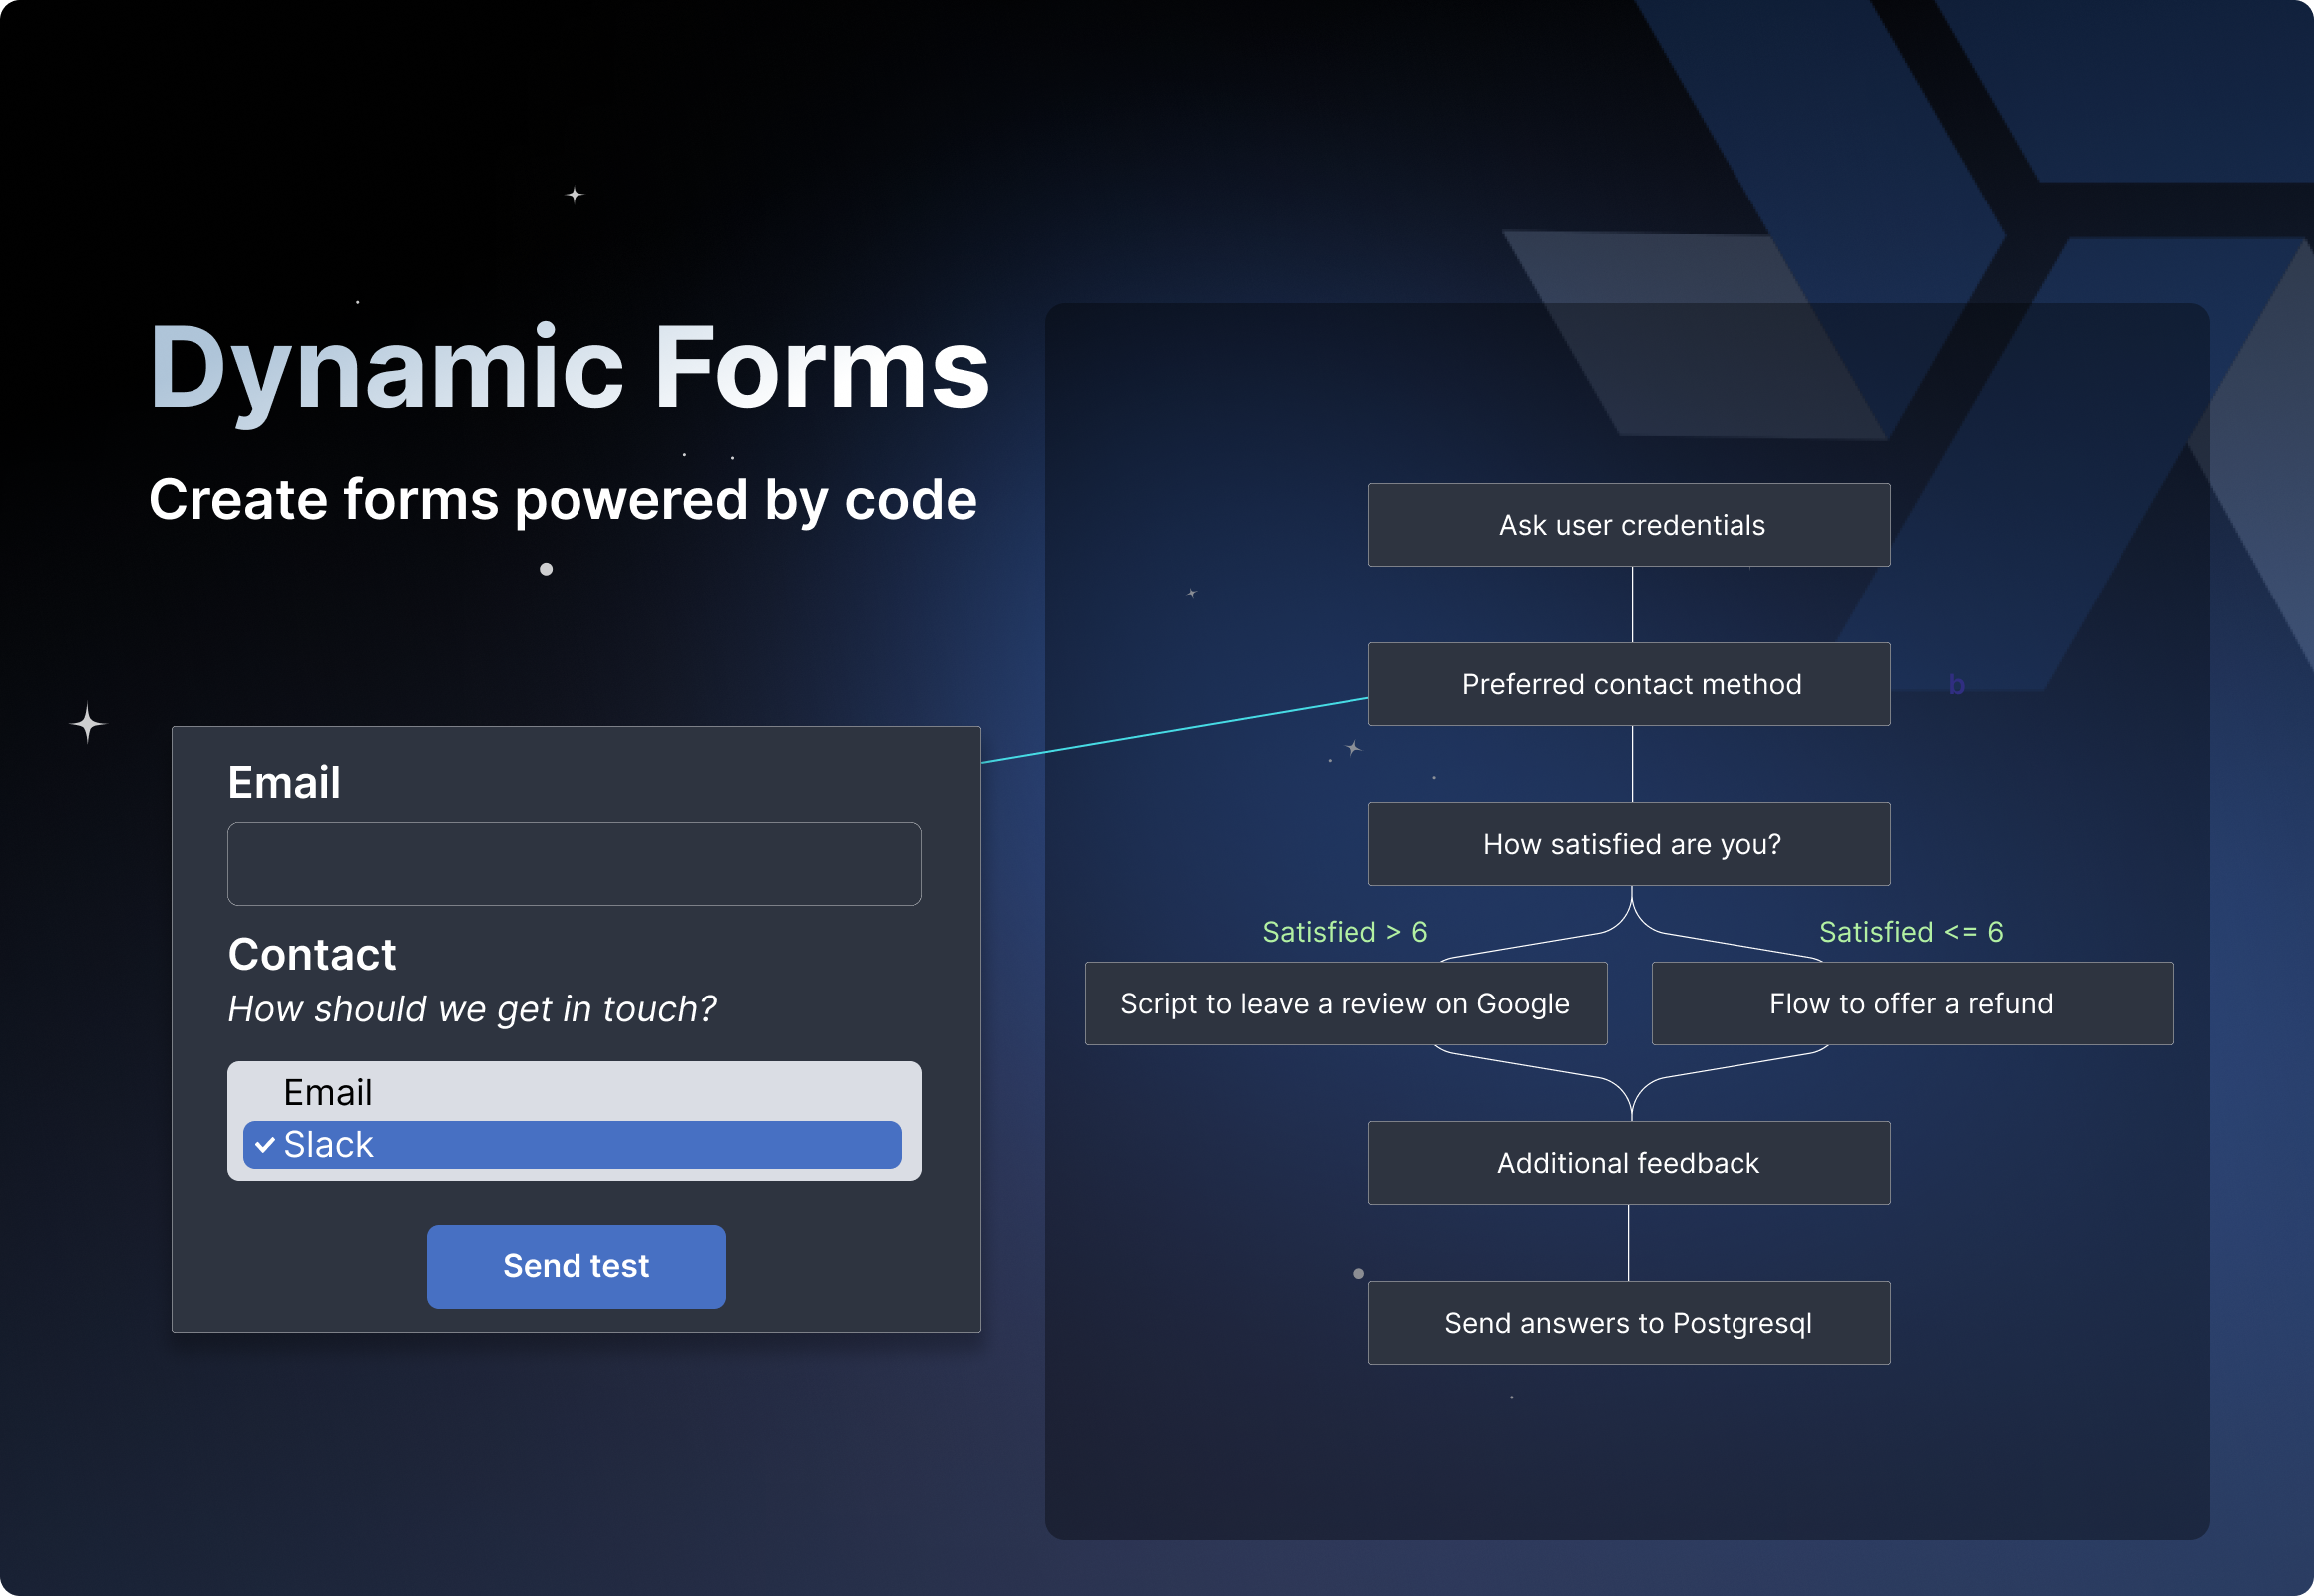 Dynamic Forms
Create forms powered by code
Email
Contact
How should we get in touch?
Email
Slack
Send test
Ask user credentials
Preferred contact method
b
How satisfied are you?
Satisfied > 6
Satisfied <= 6
Script to leave a review on Google
Flow to offer a refund
Additional feedback
Send answers to Postgresql